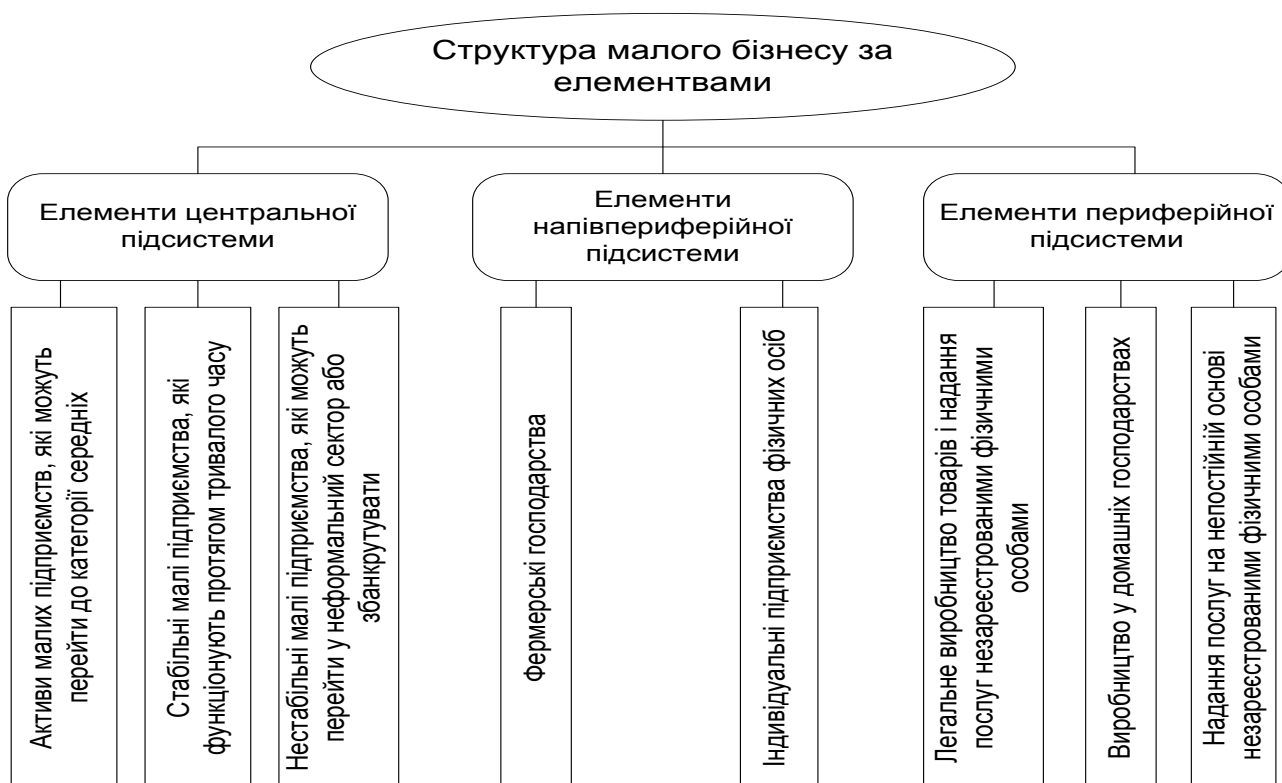 Структура малого бізнесу за
елементвами
Елементи центральної
підсистеми
Елементи
напівпериферійної
підсистеми
Елементи периферійної
підсистеми
Активи малих підприємств, які можуть
перейти до категорії середніх
Стабільні малі підприємства, які
функціонують протягом тривалого часу
Нестабільні малі підприємства, які можуть
перейти у неформальний сектор або
збанкрутувати
Фермерські господарства
Індивідуальні підприємства фізичних осіб
Легальне виробництво товарів і надання
послуг незареєстрованими фізичними
особами
Виробництво у домашніх господарствах
Надання послуг на непостійній основі
незареєстрованими фізичними особами